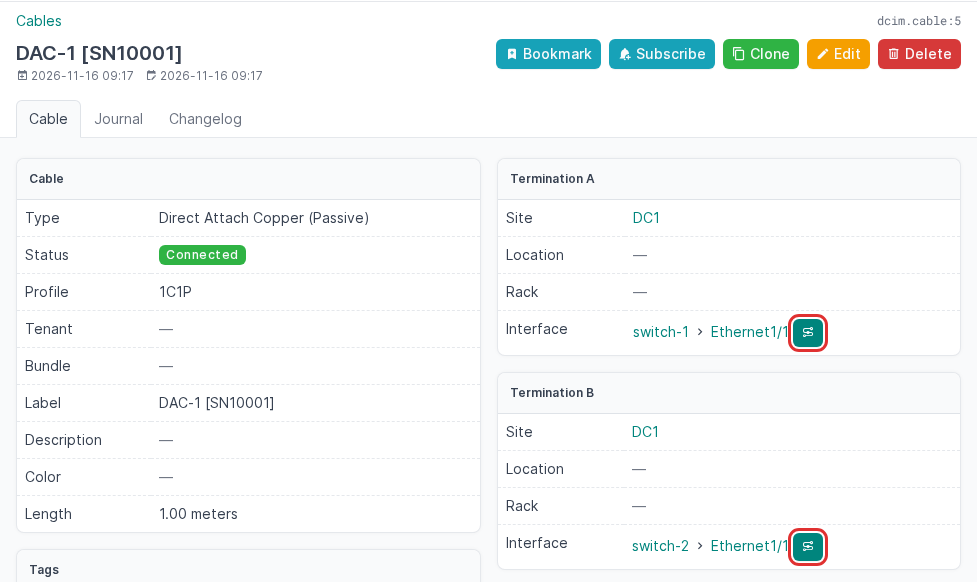 Cables
dcim.cable:5
DAC-1 [SN10001]
2026-11-16 09:17 2026-11-16 09:17
Bookmark Subscribe Clone Edit Delete
Cable Journal Changelog
Cable
Type Direct Attach Copper (Passive)
Status Connected
Profile 1C1P
Tenant —
Bundle —
Label DAC-1 [SN10001]
Description —
Color —
Length 1.00 meters
Tags
Termination A
Site DC1
Location —
Rack —
Interface switch-1 › Ethernet1/1
Termination B
Site DC1
Location —
Rack —
Interface switch-2 › Ethernet1/1